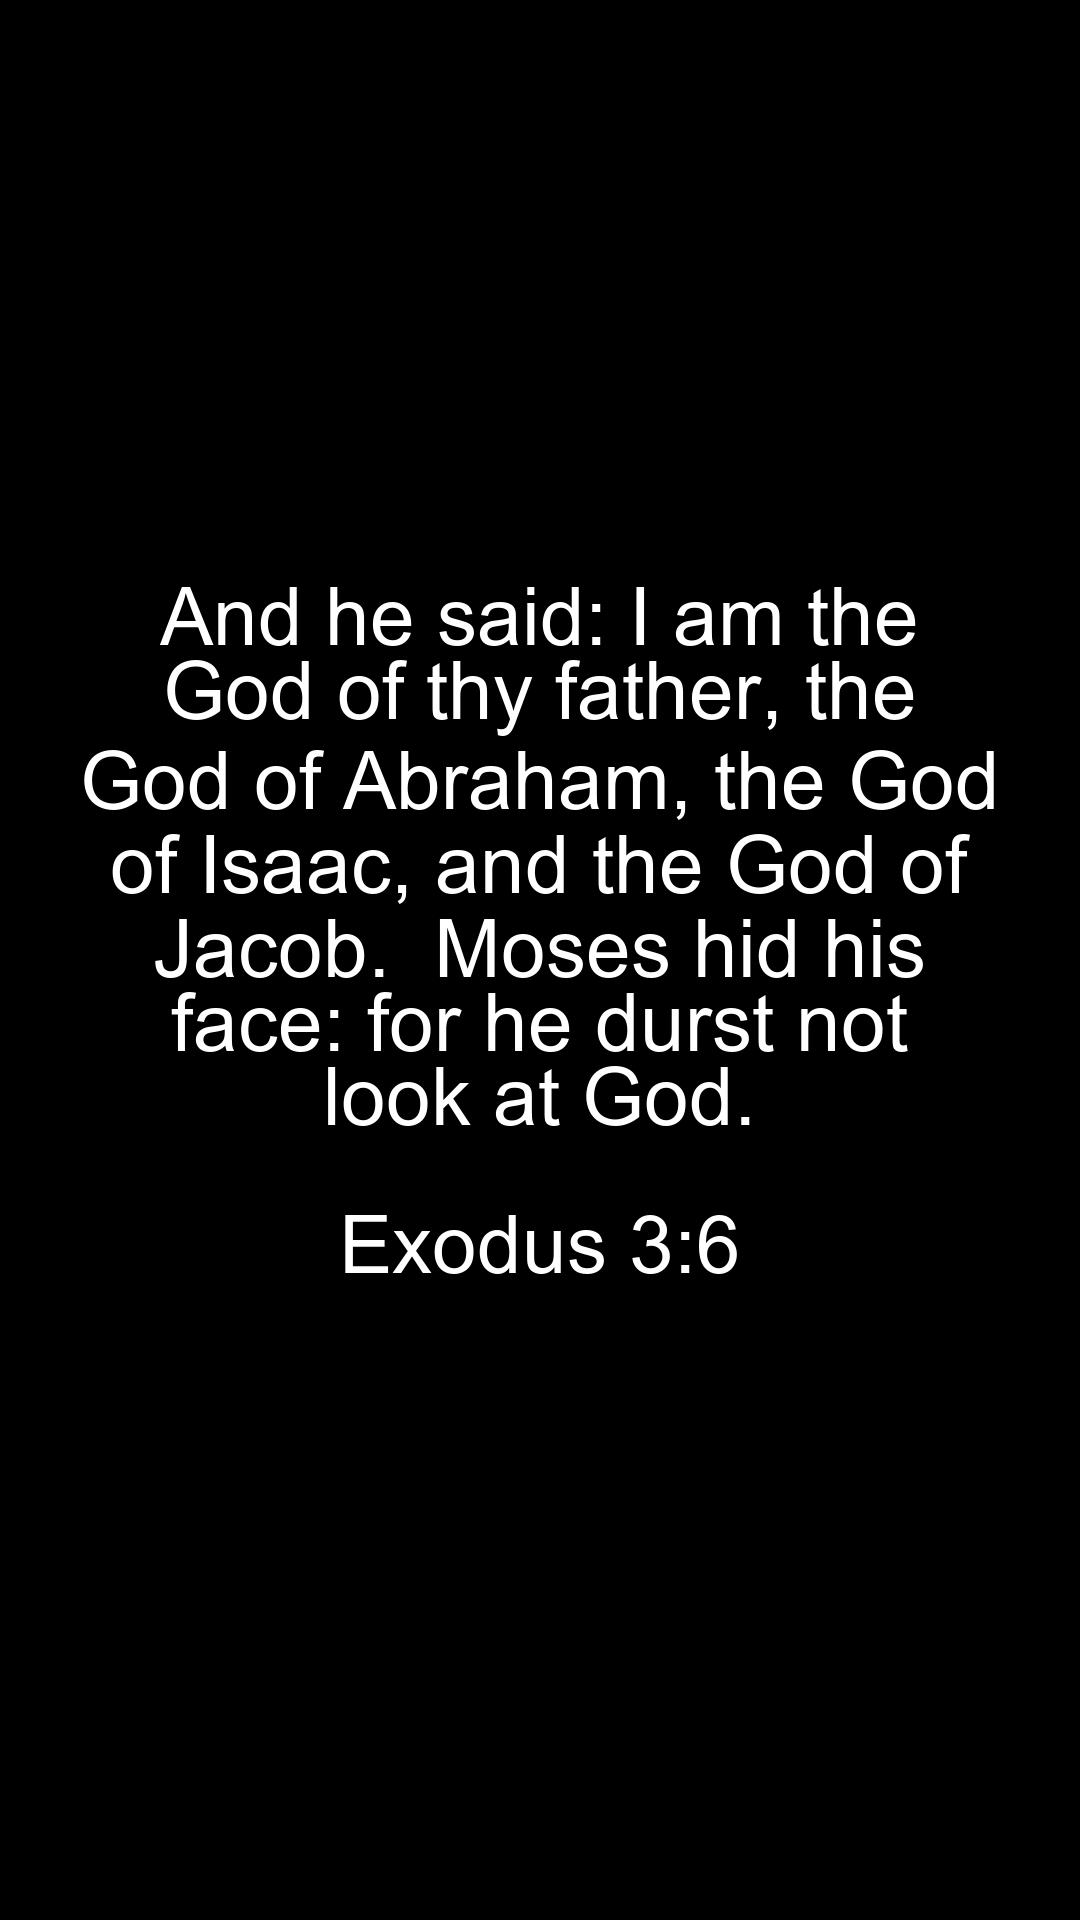 And he said: I am the
God of thy father, the
God of Abraham, the God
of Isaac, and the God of
Jacob.  Moses hid his
face: for he durst not
look at God.
Exodus 3:6